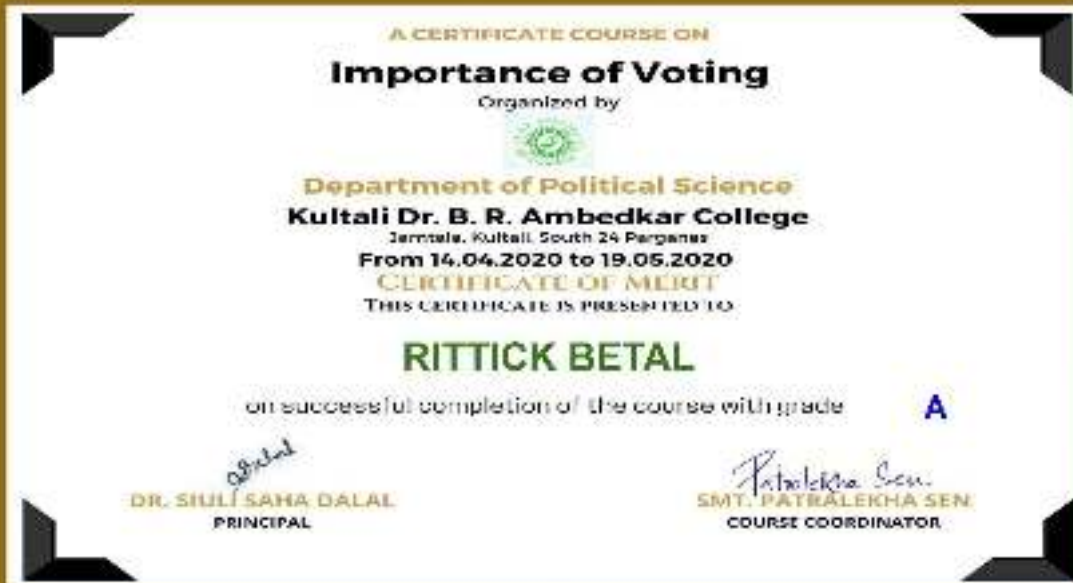 A CERTIFICATE COURSE ON
Importance of Voting
Organized by
Department of Political Science
Kultali Dr. B. R. Ambedkar College
Jamtala, Kultali, South 24 Parganas
From 14.04.2020 to 19.05.2020
CERTIFICATE OF MERIT
THIS CERTIFICATE IS PRESENTED TO
RITTICK BETAL
on successful completion of the course with grade A
Patralekha Sen.
DR. SIULI SAHA DALAL
SMT. PATRALEKHA SEN
PRINCIPAL
COURSE COORDINATOR